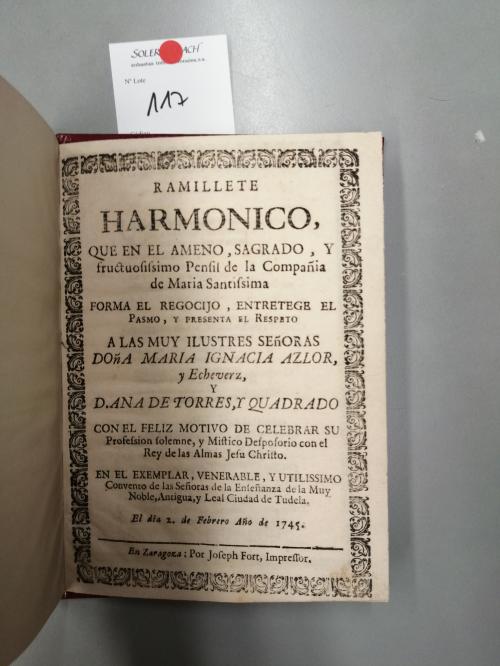 SOLER ACH
Nº Lote
117
RAMILLETE
HARMONICO,
QUE EN EL AMENO, SAGRADO, Y
fructuosissimo Pensil de la Compañia
de Maria Santissima
FORMA EL REGOCIJO, ENTRETEGE EL
PASMO, Y PRESENTA EL RESPETO
A LAS MUY ILUSTRES SEñORAS
DOñA MARIA IGNACIA AZLOR,
y Echeverz,
Y
D. ANA DE TORRES, Y QUADRADO
CON EL FELIZ MOTIVO DE CELEBRAR SU
Profession solemne, y Mistico Desposorio con el
Rey de las Almas Jesu Christo.
EN EL EXEMPLAR, VENERABLE, Y UTILISSIMO
Convento de las Señoras de la Enseñanza de la Muy
Noble, Antigua, y Leal Ciudad de Tudela.
El dia 2. de Febrero Año de 1745.
En Zaragoza: Por Joseph Fort, Impressor.